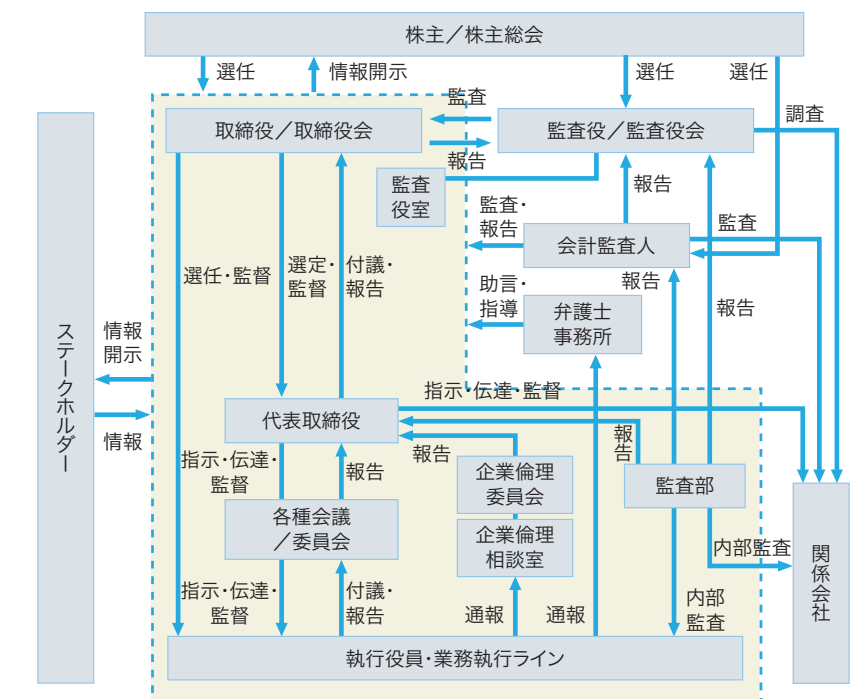 株主／株主総会
選任
情報開示
選任
選任
監査
取締役／取締役会
監査役／監査役会
調査
報告
監査
役室
報告
監査・
報告
会計監査人
監査
選任・監督
選定・
監督
付議・
報告
助言・
指導
報告
弁護士
事務所
報告
ステークホルダー
情報
開示
情報
指示・伝達・監督
代表取締役
指示・伝達・
監督
報告
報告
報告
企業倫理
委員会
監査部
各種会議
／委員会
企業倫理
相談室
内部監査
関係会社
指示・伝達・
監督
付議・
報告
通報
通報
内部
監査
執行役員・業務執行ライン